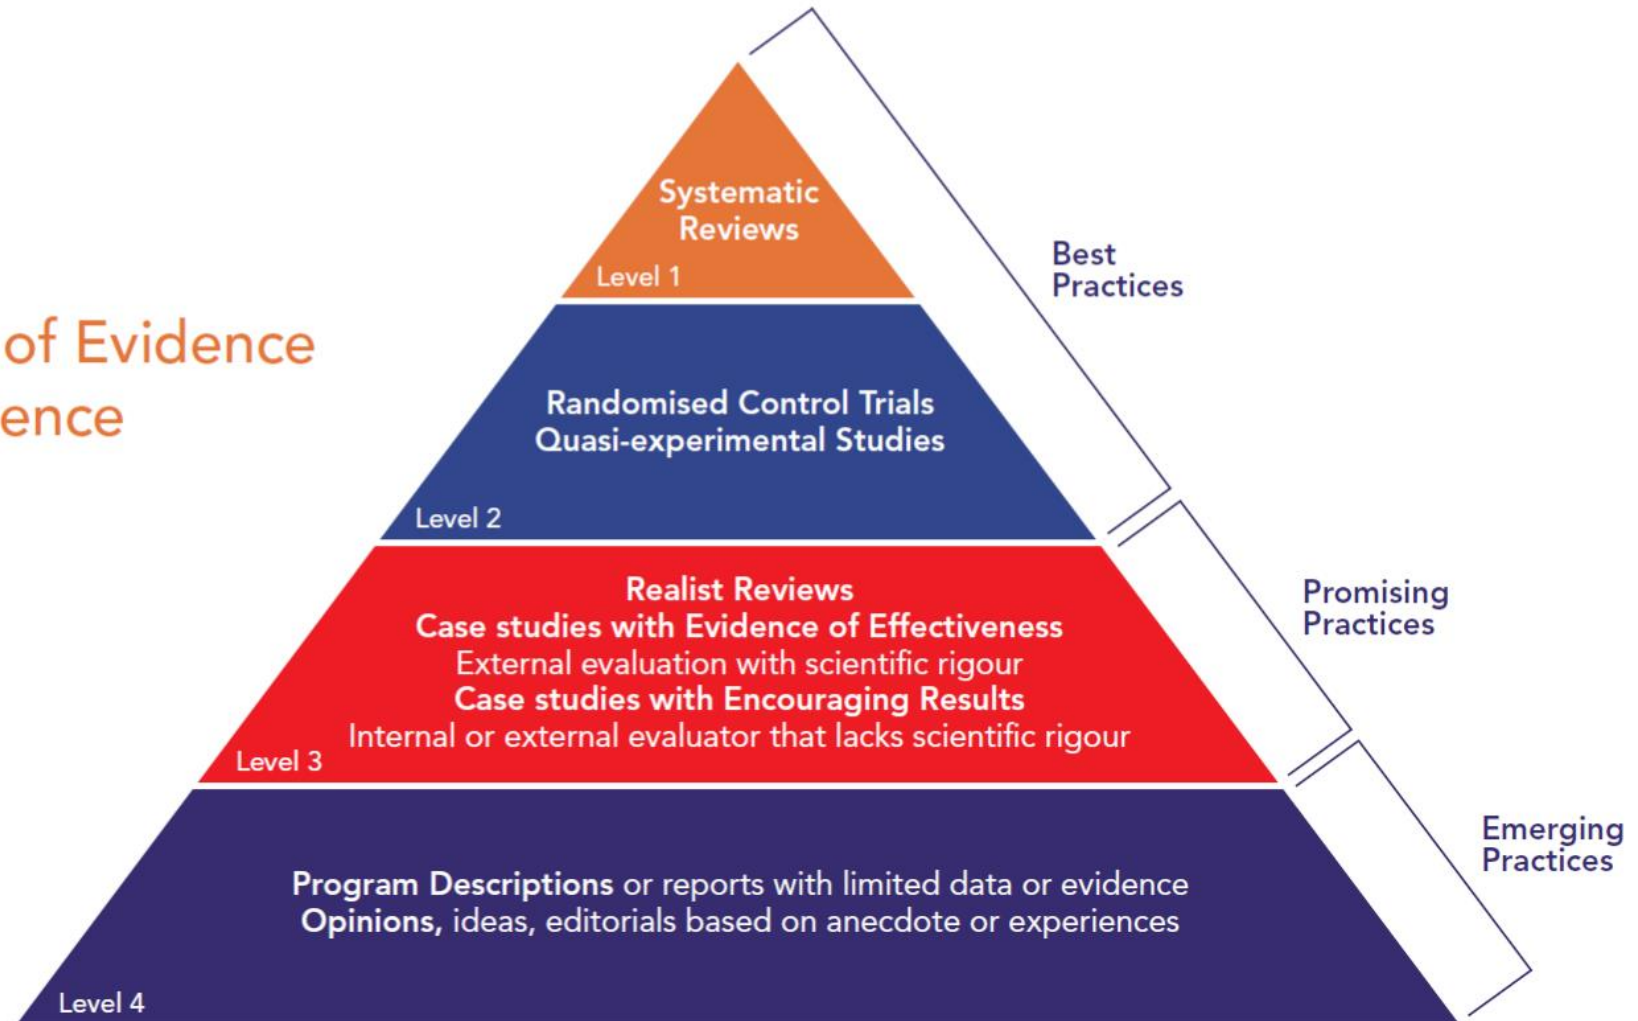 of Evidence
ence
Systematic
Reviews
Level 1
Randomised Control Trials
Quasi-experimental Studies
Level 2
Realist Reviews
Case studies with Evidence of Effectiveness
External evaluation with scientific rigour
Case studies with Encouraging Results
Internal or external evaluator that lacks scientific rigour
Level 3
Program Descriptions or reports with limited data or evidence
Opinions, ideas, editorials based on anecdote or experiences
Level 4
Best
Practices
Promising
Practices
Emerging
Practices